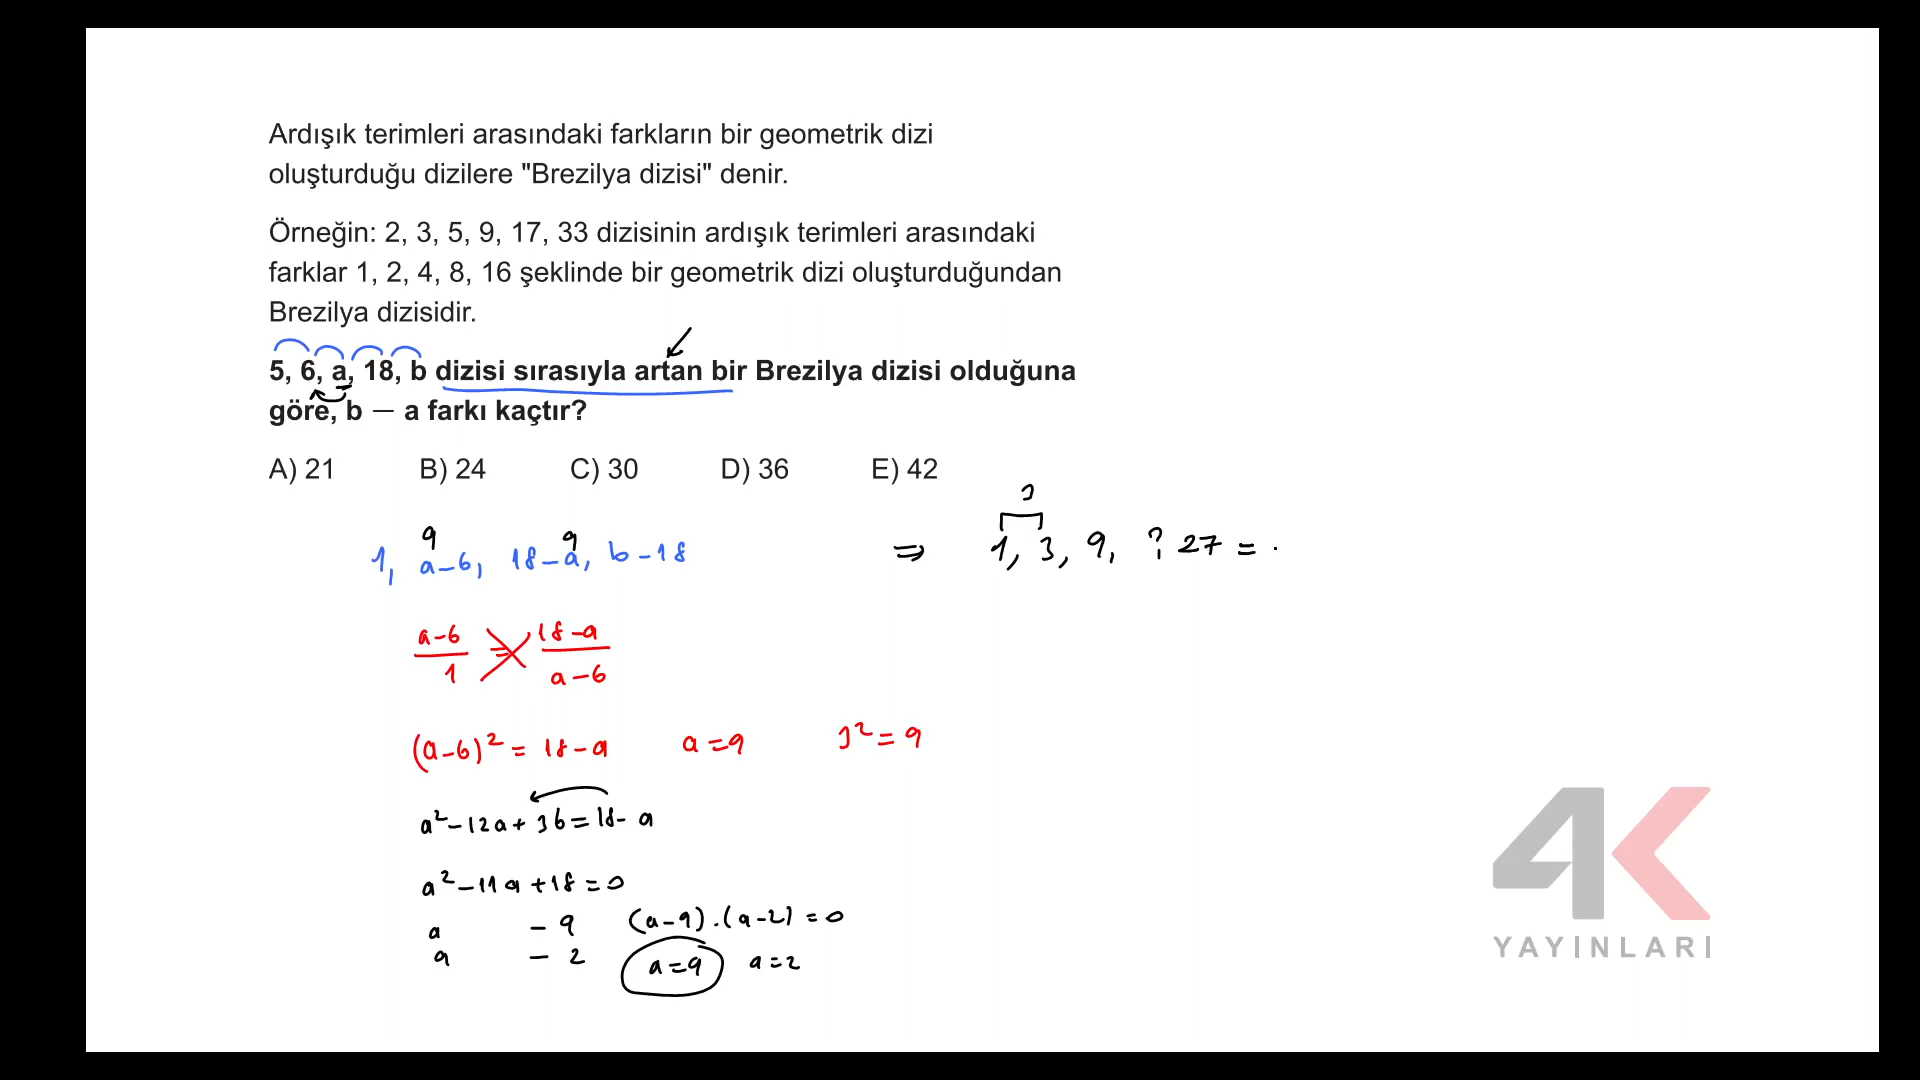 Ardışık terimleri arasındaki farkların bir geometrik dizi
oluşturduğu dizilere "Brezilya dizisi" denir.
Örneğin: 2, 3, 5, 9, 17, 33 dizisinin ardışık terimleri arasındaki
farklar 1, 2, 4, 8, 16 şeklinde bir geometrik dizi oluşturduğundan
Brezilya dizisidir.
5, 6, a, 18, b dizisi sırasıyla artan bir Brezilya dizisi olduğuna
göre, b — a farkı kaçtır?
A) 21 B) 24 C) 30 D) 36 E) 42
3
9 9
1, a-6, 18-a, b-18 ⇒ 1, 3, 9, ? 27 = .
a-6/1 = 18-a/a-6
(a-6)² = 18-a a=9 3²=9
a²-12a+36=18-a
a²-11a+18=0
a -9 (a-9).(a-2)=0
a -2 a=9 a=2
4K
YAYINLARI